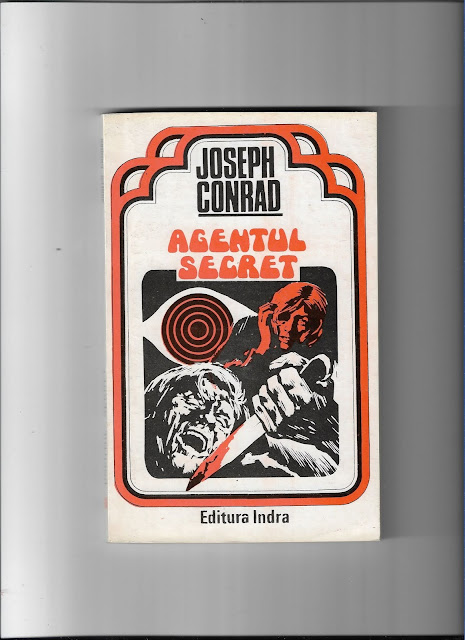 JOSEPH
CONRAD
AGENTUL
SECRET
Editura Indra